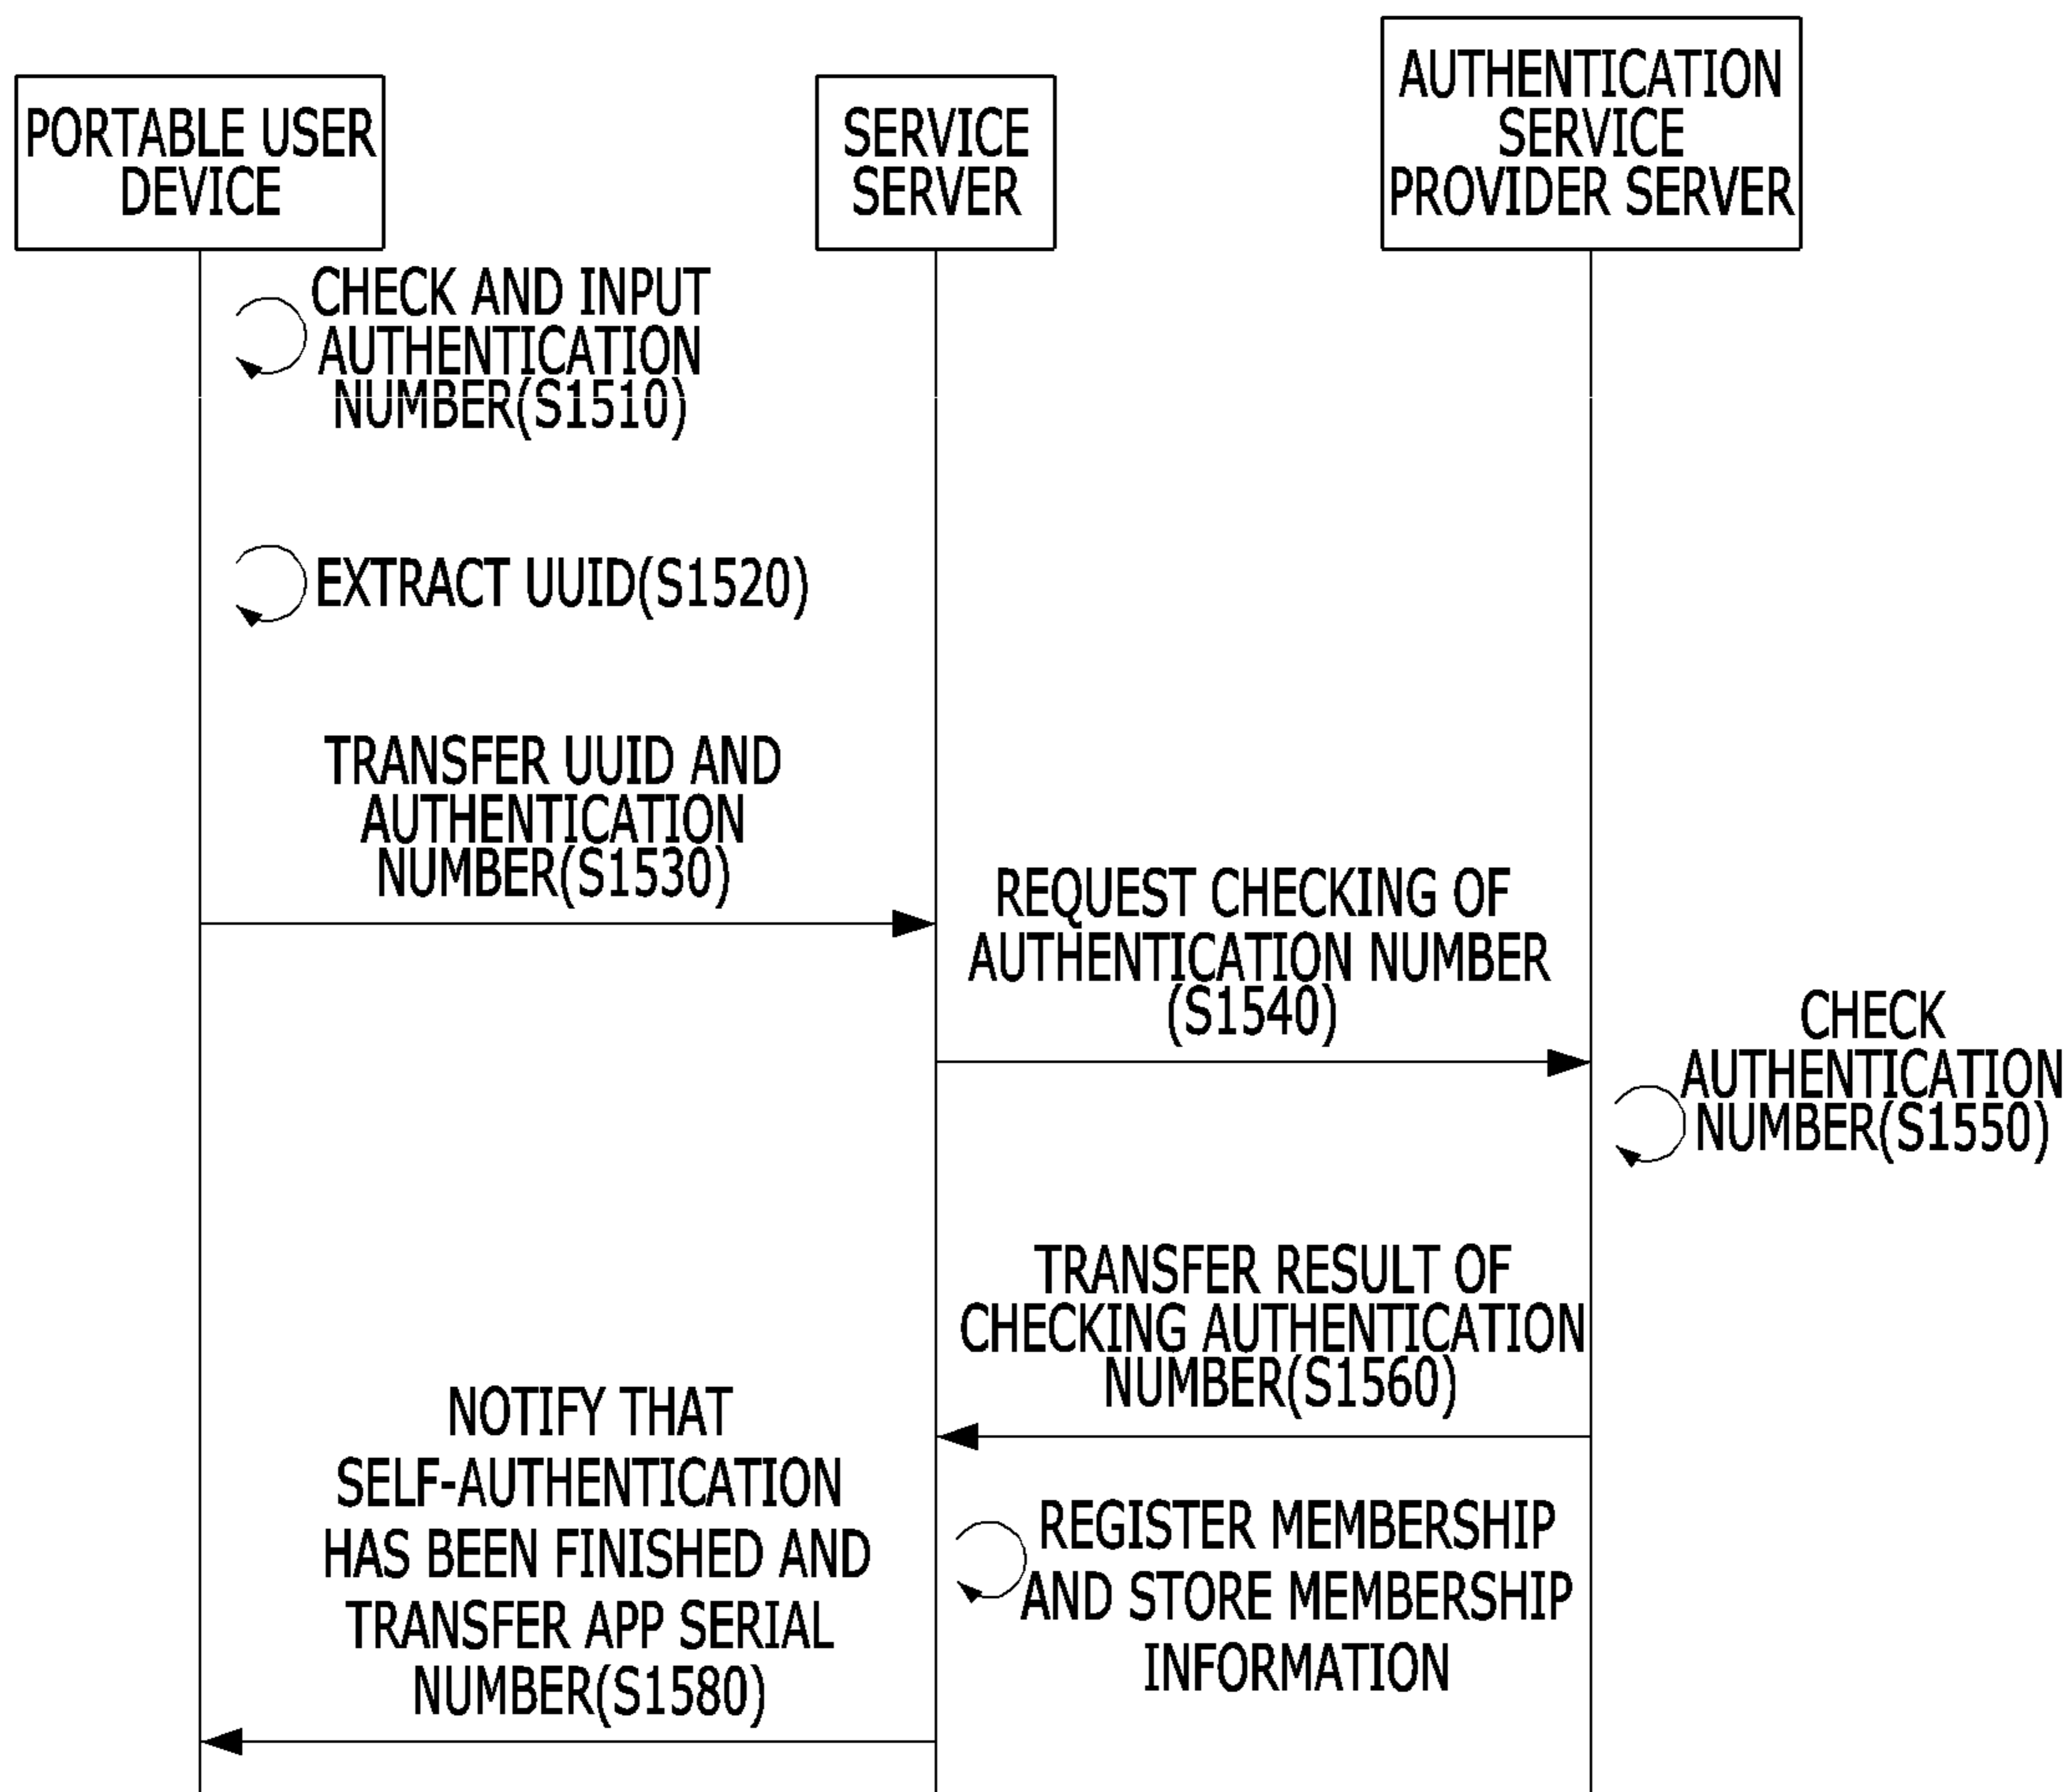 PORTABLE USER
DEVICE
SERVICE
SERVER
AUTHENTICATION
SERVICE
PROVIDER SERVER
CHECK AND INPUT
AUTHENTICATION
NUMBER(S1510)
EXTRACT UUID(S1520)
TRANSFER UUID AND
AUTHENTICATION
NUMBER(S1530)
REQUEST CHECKING OF
AUTHENTICATION NUMBER
(S1540)
CHECK
AUTHENTICATION
NUMBER(S1550)
TRANSFER RESULT OF
CHECKING AUTHENTICATION
NUMBER(S1560)
REGISTER MEMBERSHIP
AND STORE MEMBERSHIP
INFORMATION
NOTIFY THAT
SELF-AUTHENTICATION
HAS BEEN FINISHED AND
TRANSFER APP SERIAL
NUMBER(S1580)